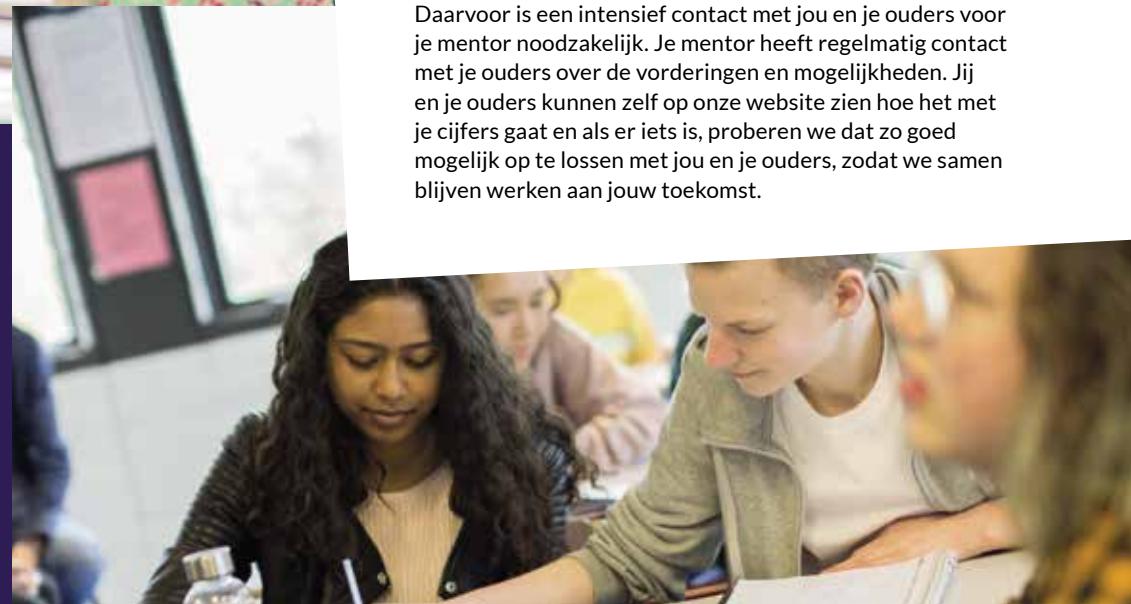 Daarvoor is een intensief contact met jou en je ouders voor
je mentor noodzakelijk. Je mentor heeft regelmatig contact
met je ouders over de vorderingen en mogelijkheden. Jij
en je ouders kunnen zelf op onze website zien hoe het met
je cijfers gaat en als er iets is, proberen we dat zo goed
mogelijk op te lossen met jou en je ouders, zodat we samen
blijven werken aan jouw toekomst.